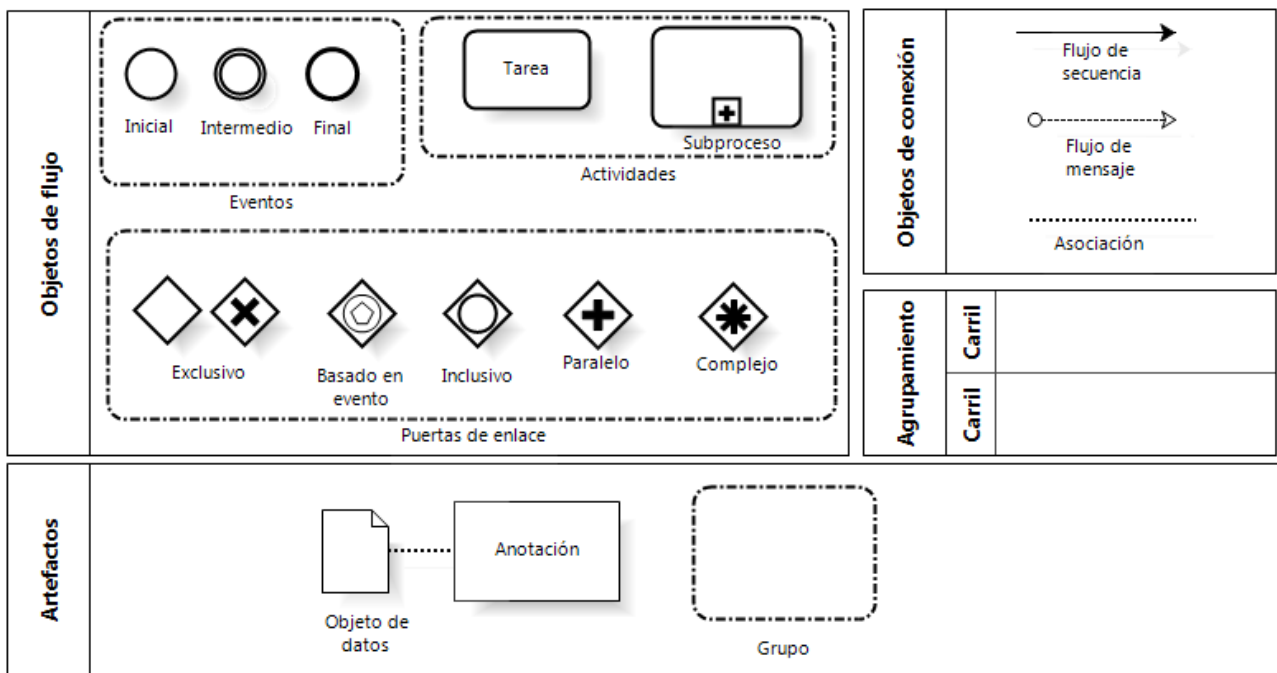 Objetos de flujo
Inicial
Intermedio
Final
Eventos
Tarea
Subproceso
Actividades
Exclusivo
Basado en
evento
Inclusivo
Paralelo
Complejo
Puertas de enlace
Objetos de conexión
Flujo de
secuencia
Flujo de
mensaje
Asociación
Agrupamiento
Carril
Carril
Artefactos
Objeto de
datos
Anotación
Grupo